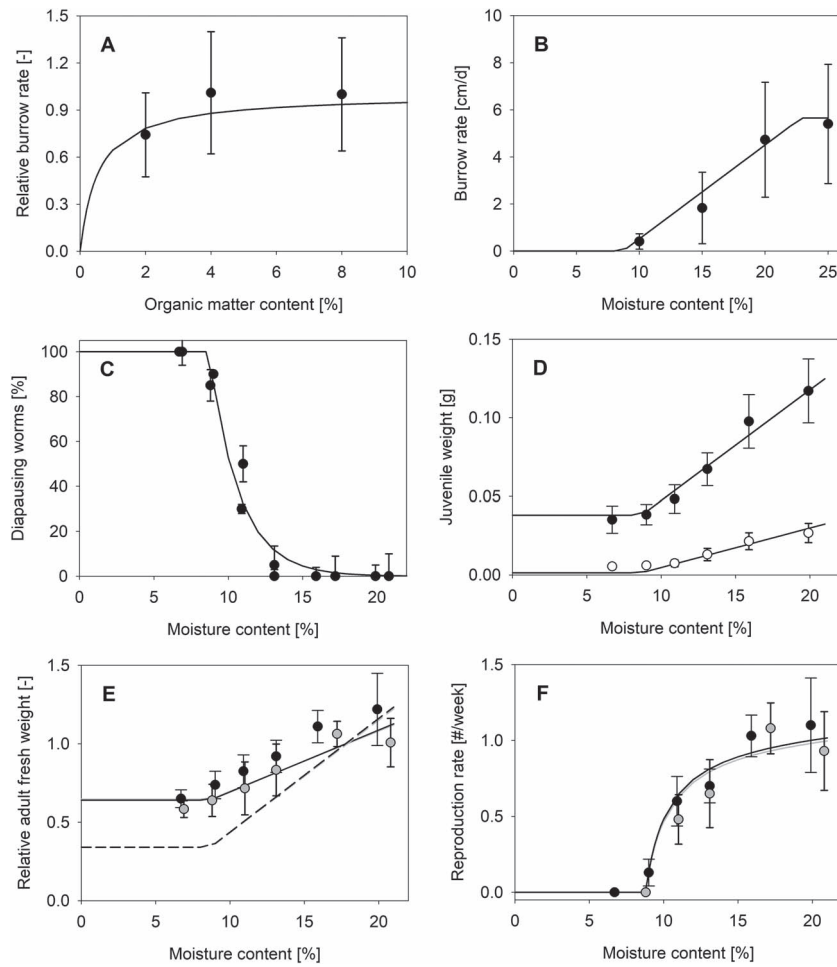 A
Relative burrow rate [-]
1.5
1.2
0.9
0.6
0.3
0.0
0 2 4 6 8 10
Organic matter content [%]
B
Burrow rate [cm/d]
10
8
6
4
2
0
0 5 10 15 20 25
Moisture content [%]
C
Diapausing worms [%]
100
80
60
40
20
0
0 5 10 15 20
Moisture content [%]
D
Juvenile weight [g]
0.15
0.10
0.05
0.00
0 5 10 15 20
Moisture content [%]
E
Relative adult fresh weight [-]
1.5
1.0
0.5
0.0
0 5 10 15 20
Moisture content [%]
F
Reproduction rate [#/week]
1.5
1.0
0.5
0.0
0 5 10 15 20
Moisture content [%]